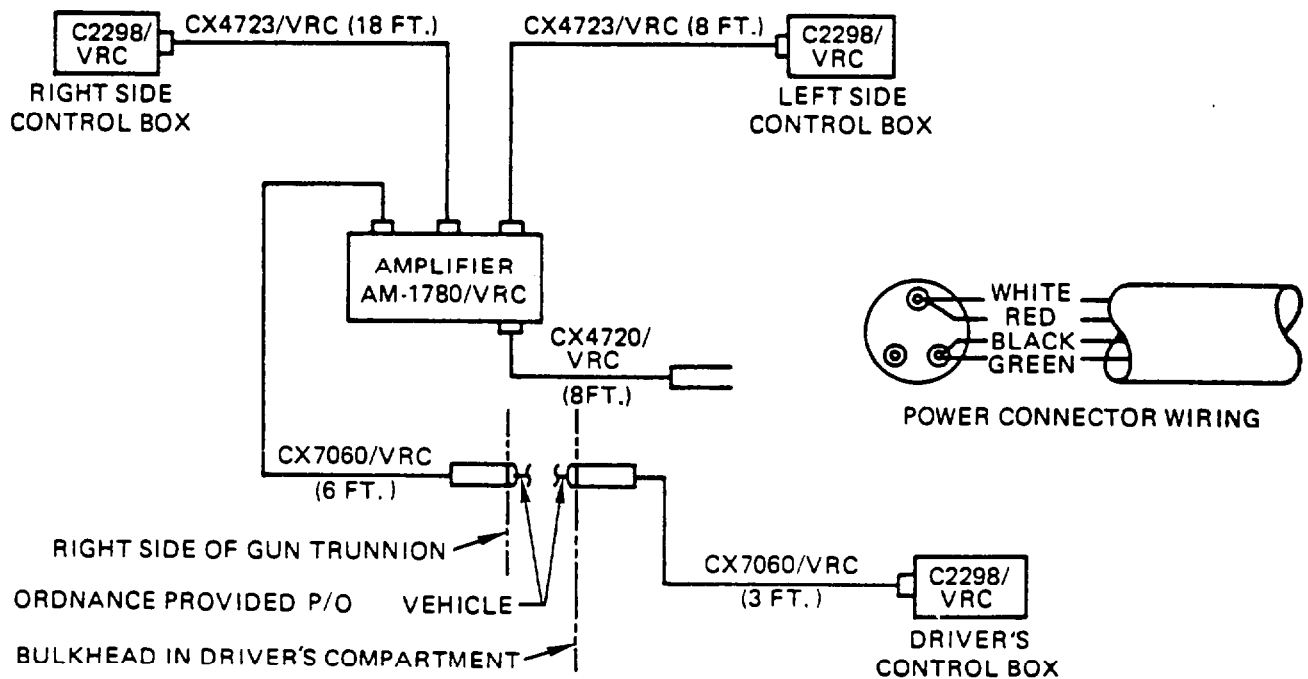 C2298/
VRC
RIGHT SIDE
CONTROL BOX
CX4723/VRC (18 FT.)
CX4723/VRC (8 FT.)
C2298/
VRC
LEFT SIDE
CONTROL BOX
AMPLIFIER
AM-1780/VRC
CX4720/
VRC
(8FT.)
WHITE
RED
BLACK
GREEN
POWER CONNECTOR WIRING
CX7060/VRC
(6 FT.)
RIGHT SIDE OF GUN TRUNNION
ORDNANCE PROVIDED P/O VEHICLE
BULKHEAD IN DRIVER'S COMPARTMENT
CX7060/VRC
(3 FT.)
C2298/
VRC
DRIVER'S
CONTROL BOX